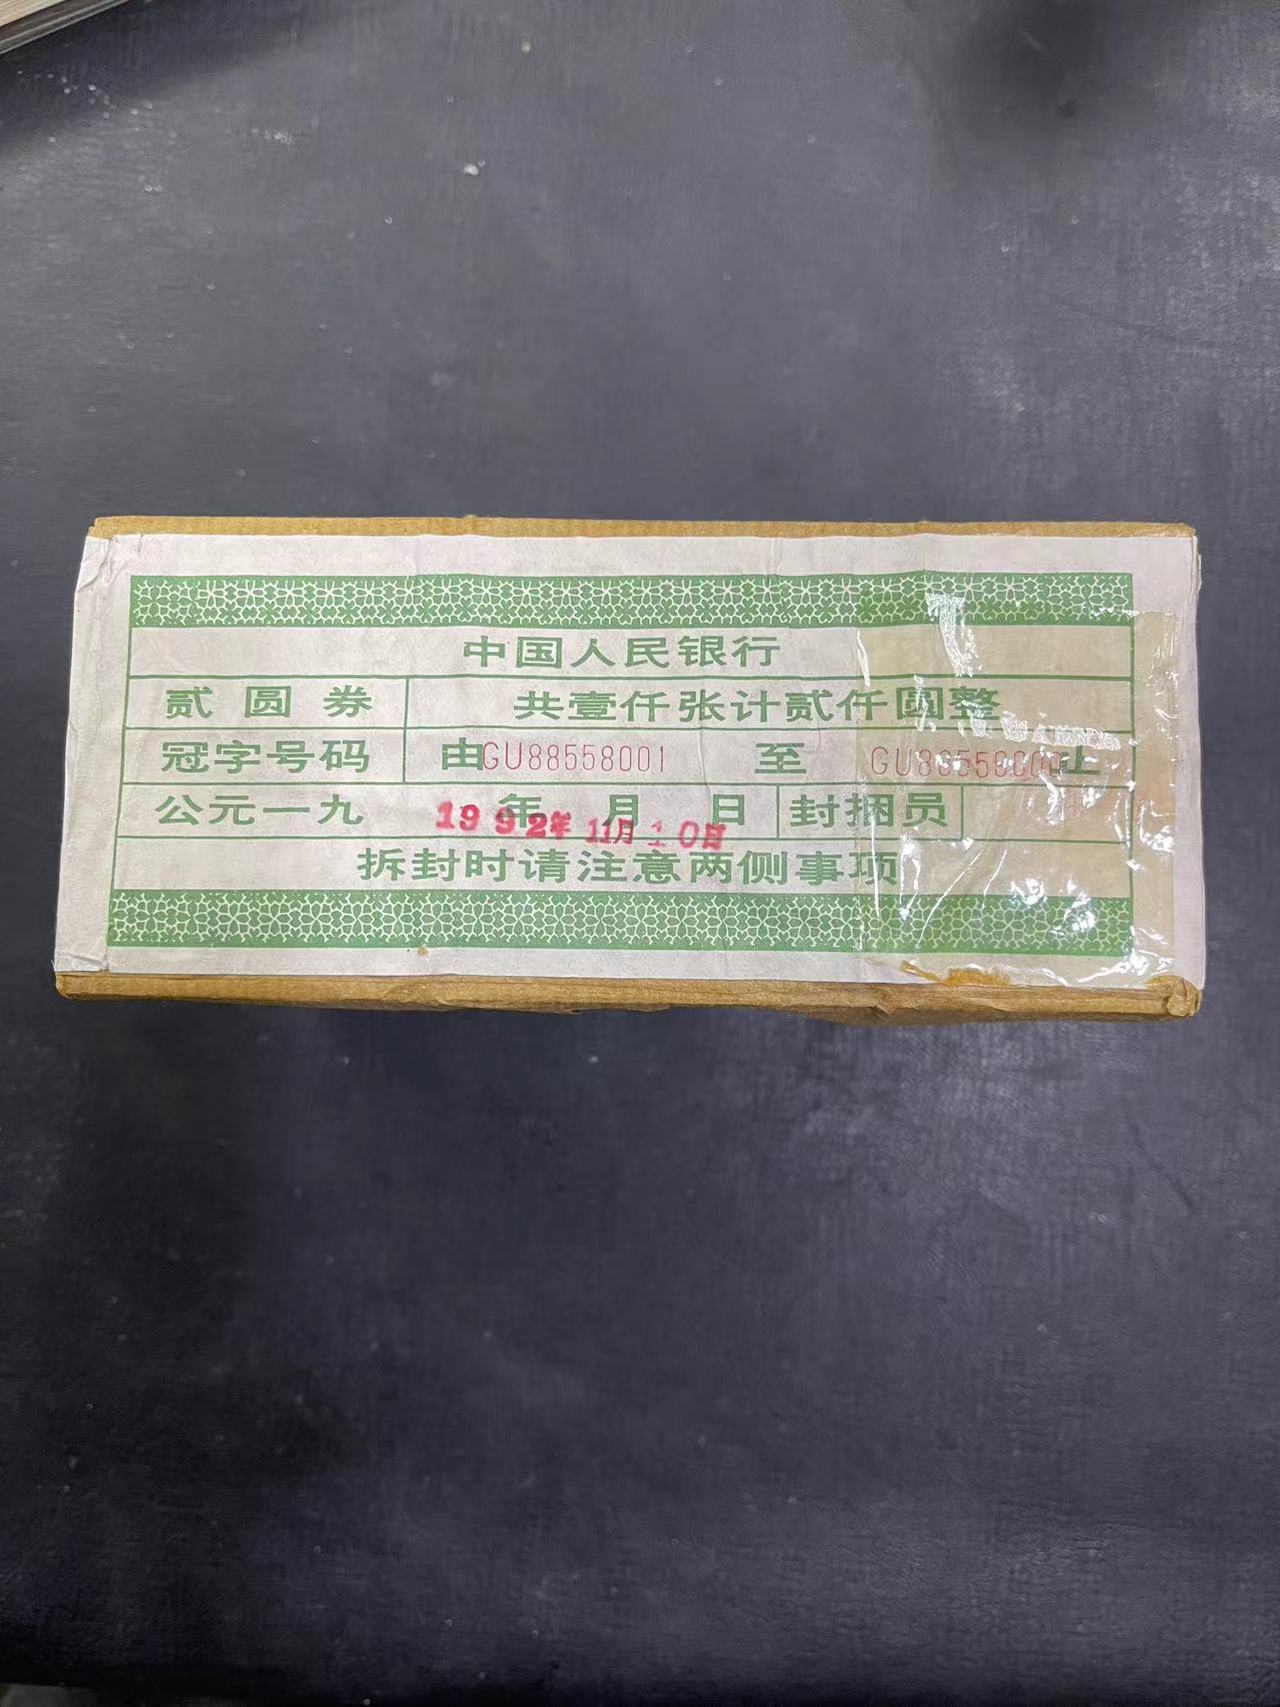 中国人民银行
贰圆券 共壹仟张计贰仟圆整
冠字号码 由GU88558001 至 GU88559000止
公元一九 年 月 日 封捆员
1992年 11月 10日
拆封时请注意两侧事项